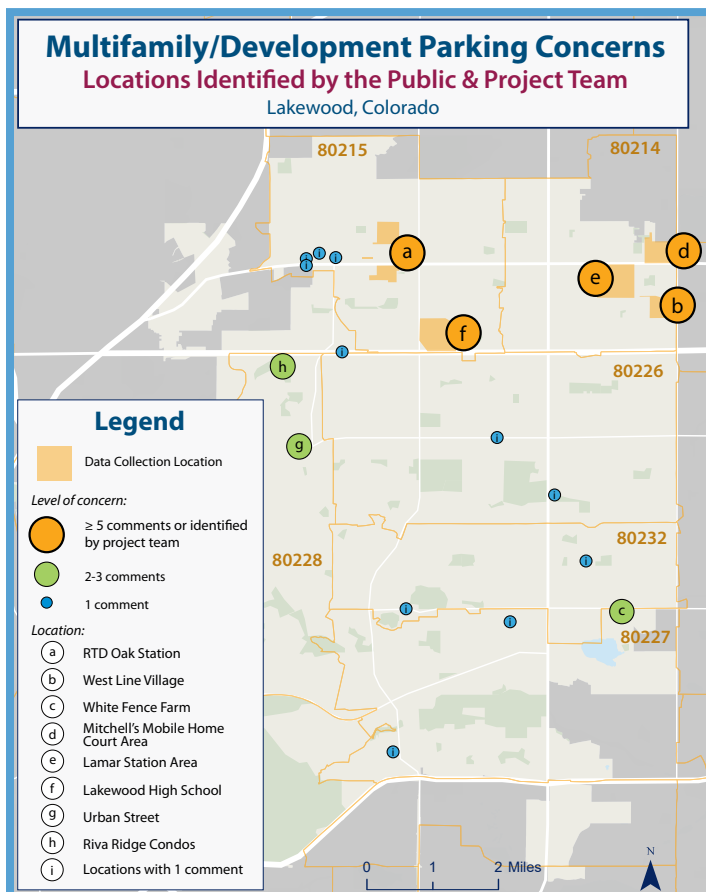 Multifamily/Development Parking Concerns
Locations Identified by the Public & Project Team
Lakewood, Colorado
80215
80214
i
i
i
i
a
d
e
b
f
i
h
80226
g
i
i
80232
80228
i
i
i
c
80227
i
Legend
Data Collection Location
Level of concern:
≥ 5 comments or identified
by project team
2-3 comments
1 comment
Location:
a RTD Oak Station
b West Line Village
c White Fence Farm
d Mitchell's Mobile Home
Court Area
e Lamar Station Area
f Lakewood High School
g Urban Street
h Riva Ridge Condos
i Locations with 1 comment
0 1 2 Miles
N